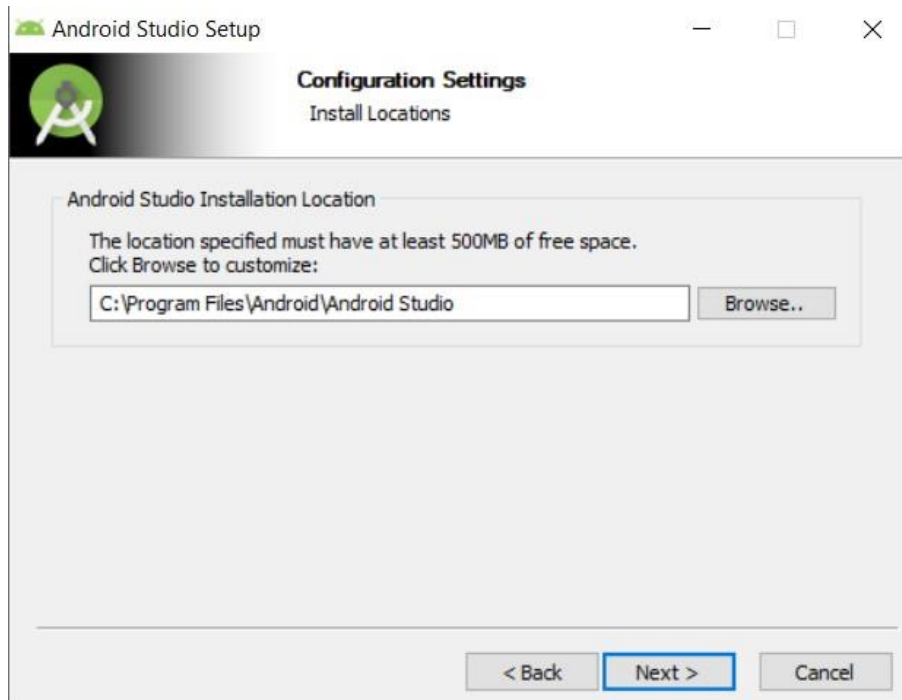 Android Studio Setup
Configuration Settings
Install Locations
Android Studio Installation Location
The location specified must have at least 500MB of free space.
Click Browse to customize:
C:\Program Files\Android\Android Studio
Browse..
< Back
Next >
Cancel